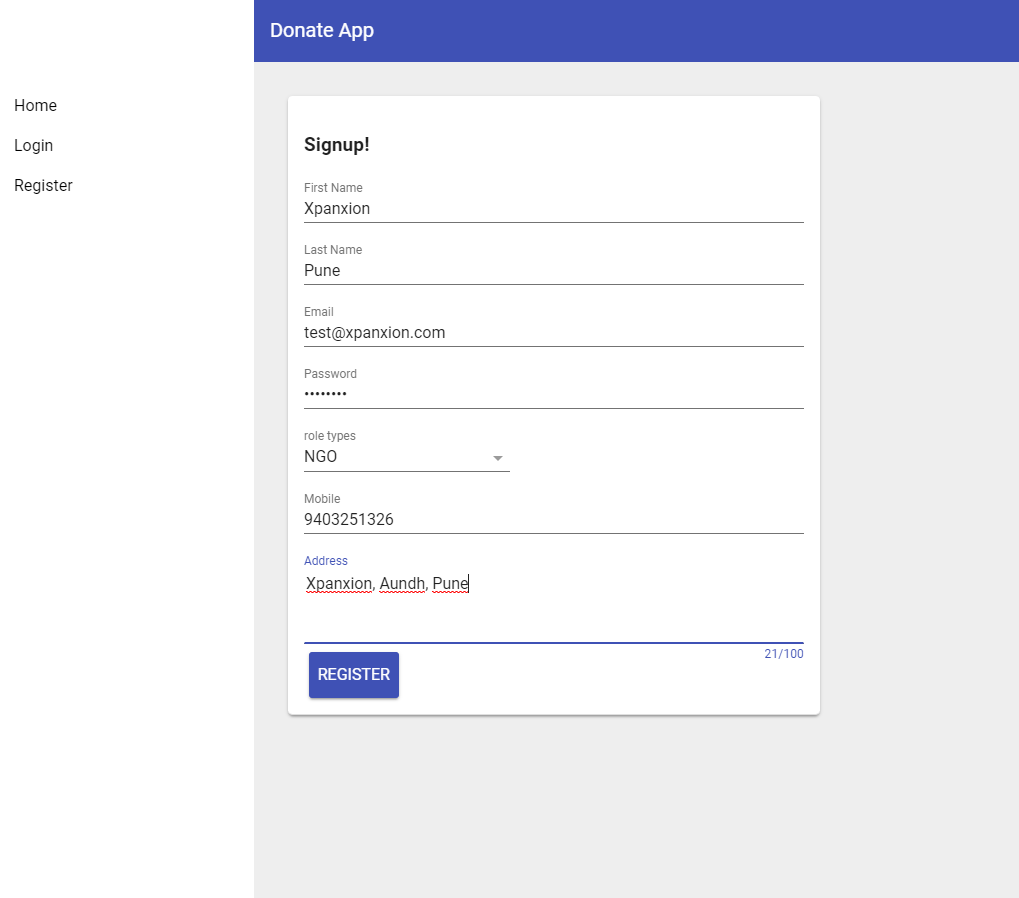 Donate App
Home
Login
Register
Signup!
First Name
Xpanxion
Last Name
Pune
Email
test@xpanxion.com
Password
••••••••
role types
NGO
Mobile
9403251326
Address
Xpanxion, Aundh, Pune
21/100
REGISTER